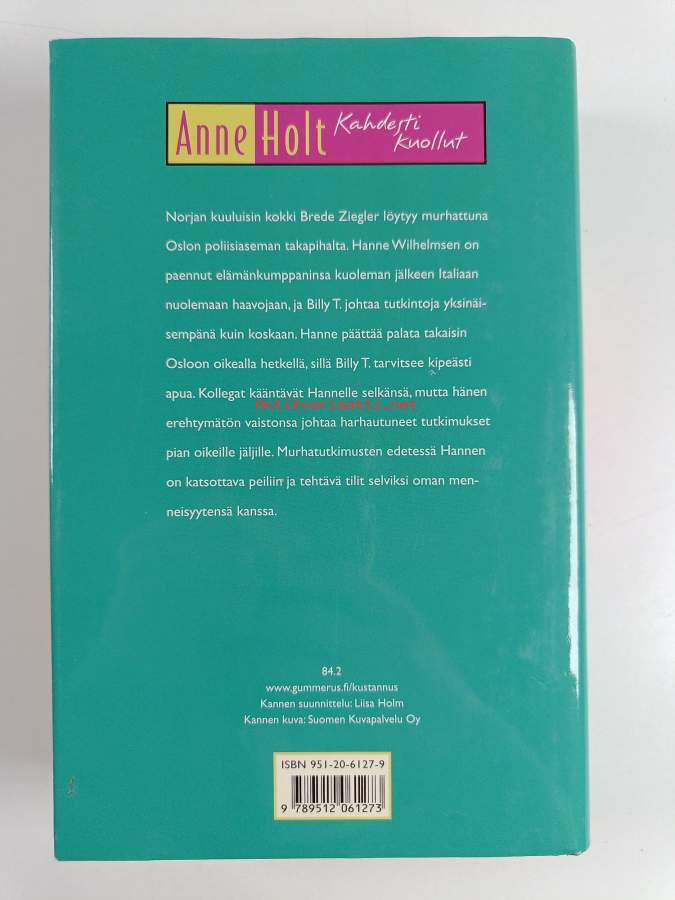 Anne Holt Kahdesti kuollut
Norjan kuuluisin kokki Brede Ziegler löytyy murhattuna
Oslon poliisiaseman takapihalta. Hanne Wilhelmsen on
paennut elämänkumppaninsa kuoleman jälkeen Italiaan
nuolemaan haavojaan, ja Billy T. johtaa tutkintoja yksinäi-
sempänä kuin koskaan. Hanne päättää palata takaisin
Osloon oikealla hetkellä, sillä Billy T. tarvitsee kipeästi
apua. Kollegat kääntävät Hannelle selkänsä, mutta hänen
Antikvariaatti.net
erehtymätön vaistonsa johtaa harhautuneet tutkimukset
pian oikeille jäljille. Murhatutkimusten edetessä Hannen
on katsottava peiliin ja tehtävä tilit selviksi oman men-
neisyytensä kanssa.
84.2
www.gummerus.fi/kustannus
Kannen suunnittelu: Liisa Holm
Kannen kuva: Suomen Kuvapalvelu Oy
ISBN 951-20-6127-9
9 789512 061273